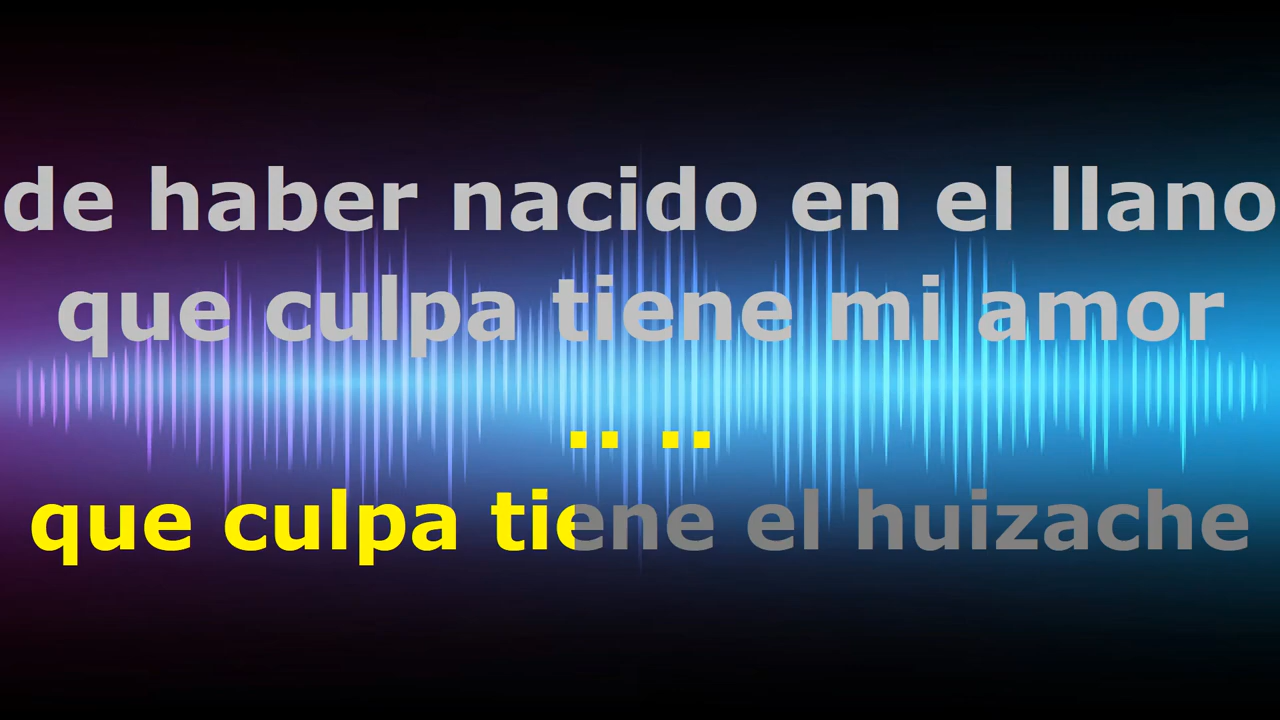 de haber nacido en el llano
que culpa tiene mi amor
.. ..
que culpa tiene el huizache